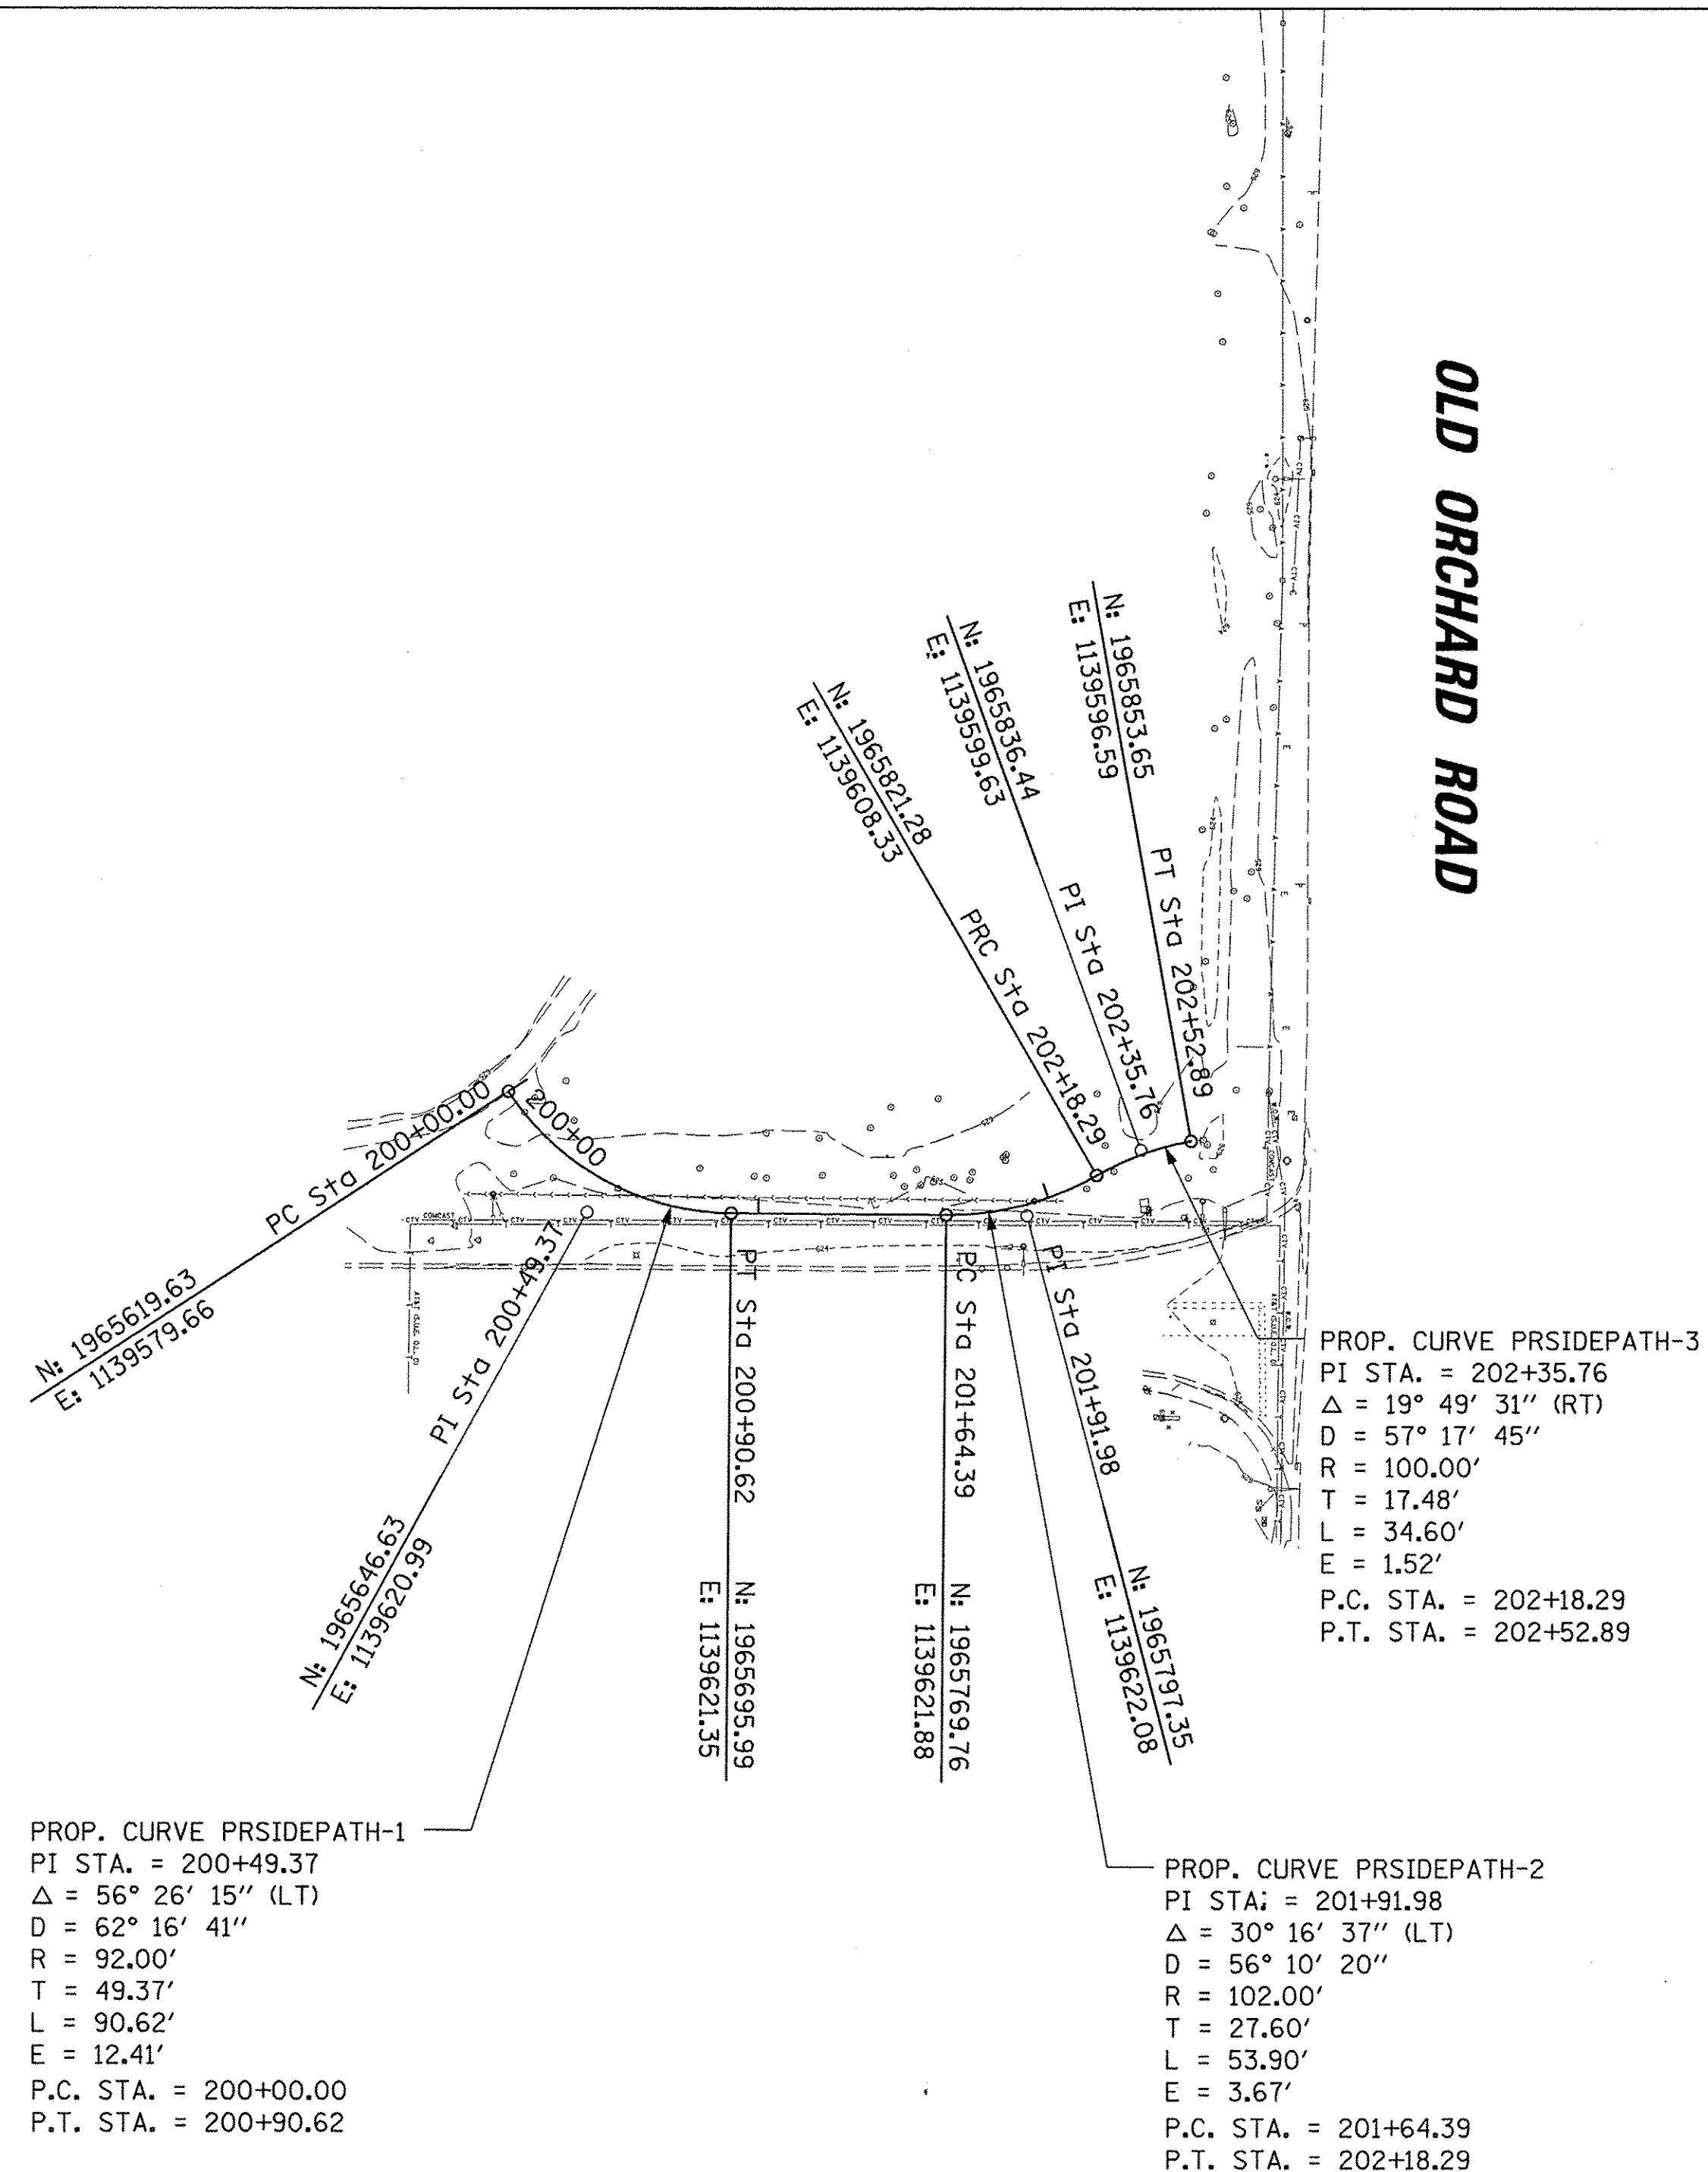 OLD ORCHARD ROAD
N: 1965853.65
E: 1139596.59
PT Sta 202+52.89
N: 1965836.44
E: 1139599.63
PI Sta 202+35.76
N: 1965821.28
E: 1139608.33
PRC Sta 202+18.29
PC Sta 200+00.00
N: 1965619.63
E: 1139579.66
200+00
PI Sta 200+49.37
N: 1965646.63
E: 1139620.99
PT Sta 200+90.62
N: 1965695.99
E: 1139621.35
PC Sta 201+64.39
N: 1965769.76
E: 1139621.88
PI Sta 201+91.98
N: 1965797.35
E: 1139622.08
COMCAST
CTV
PROP. CURVE PRSIDEPATH-3
PI STA. = 202+35.76
Δ = 19° 49' 31" (RT)
D = 57° 17' 45"
R = 100.00'
T = 17.48'
L = 34.60'
E = 1.52'
P.C. STA. = 202+18.29
P.T. STA. = 202+52.89
PROP. CURVE PRSIDEPATH-1
PI STA. = 200+49.37
Δ = 56° 26' 15" (LT)
D = 62° 16' 41"
R = 92.00'
T = 49.37'
L = 90.62'
E = 12.41'
P.C. STA. = 200+00.00
P.T. STA. = 200+90.62
PROP. CURVE PRSIDEPATH-2
PI STA. = 201+91.98
Δ = 30° 16' 37" (LT)
D = 56° 10' 20"
R = 102.00'
T = 27.60'
L = 53.90'
E = 3.67'
P.C. STA. = 201+64.39
P.T. STA. = 202+18.29